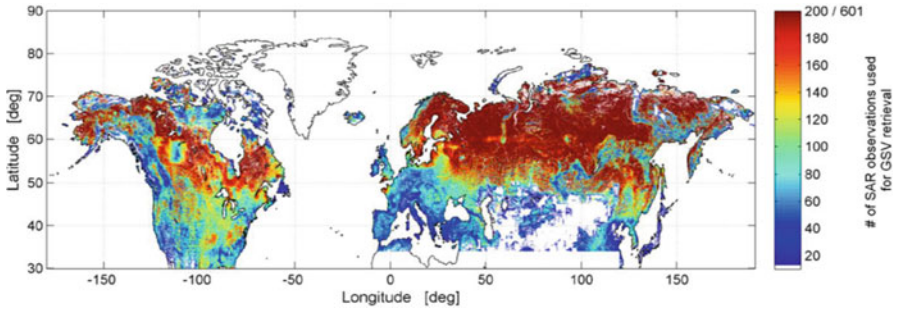 90
80
70
60
50
40
30
Latitude [deg]
-150 -100 -50 0 50 100 150
Longitude [deg]
200 / 601
180
160
140
120
100
80
60
40
20
# of SAR observations used
for GSV retrieval